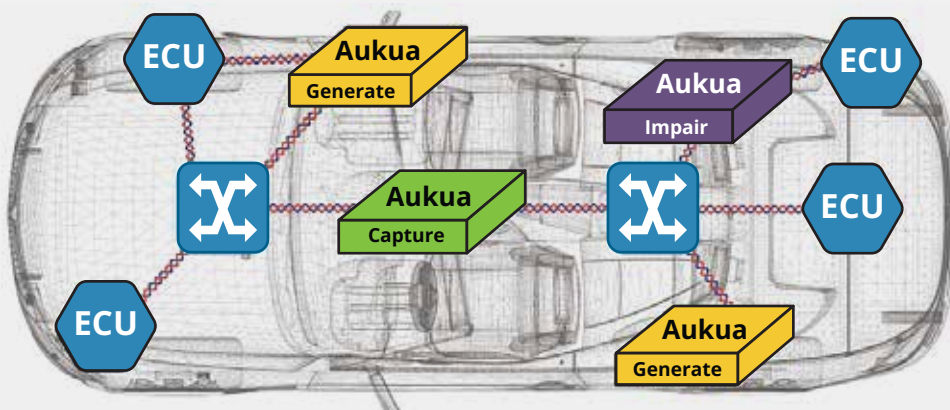 ECU
Aukua
Generate
Aukua
Impair
ECU
Aukua
Capture
ECU
ECU
Aukua
Generate